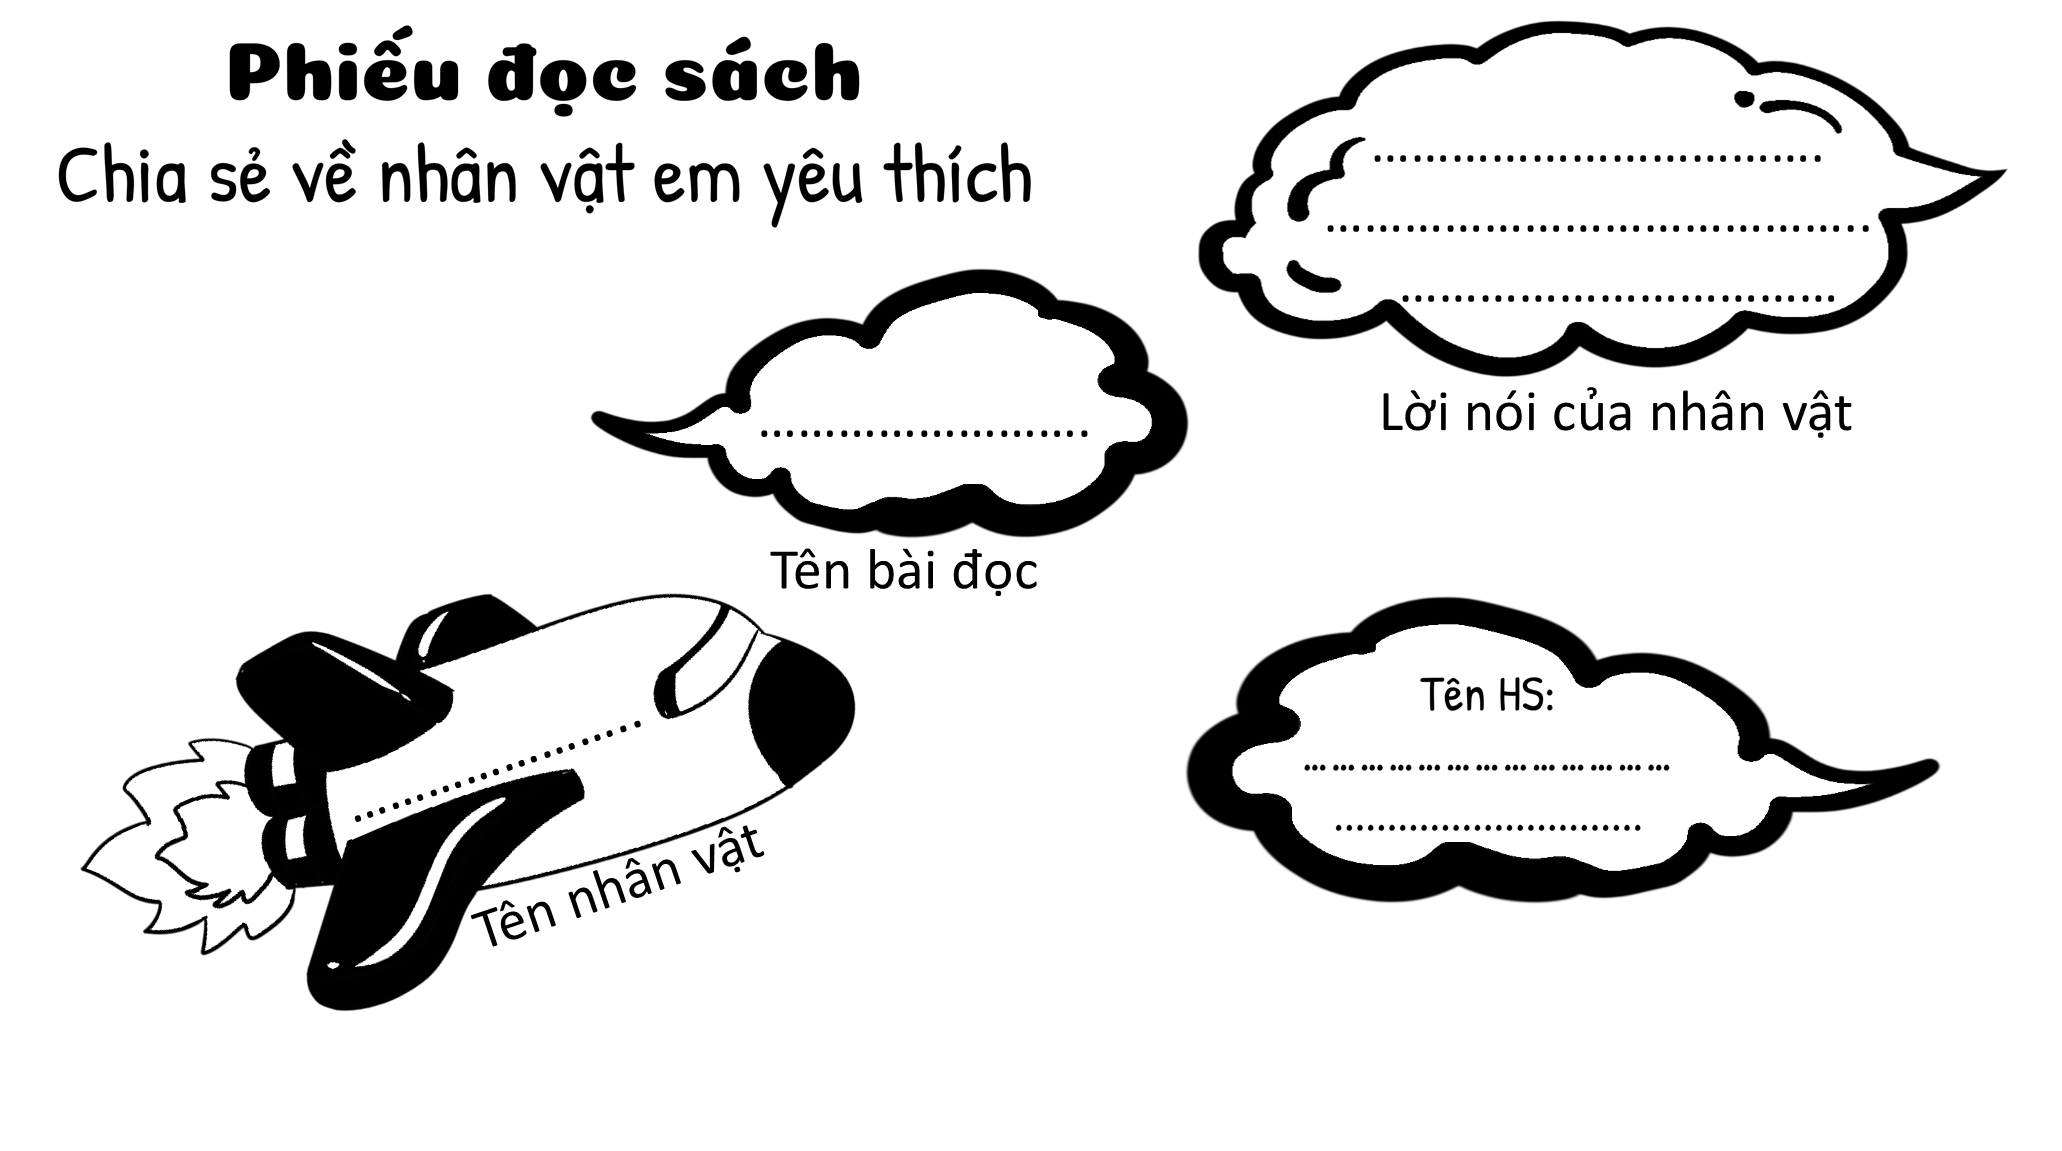 Phiếu đọc sách
Chia sẻ về nhân vật em yêu thích
................................
................................
................................
Lời nói của nhân vật
................................
Tên bài đọc
................................
Tên nhân vật
Tên HS:
... ... ... ... ... ... ... ... ... ... ... ... ...
................................